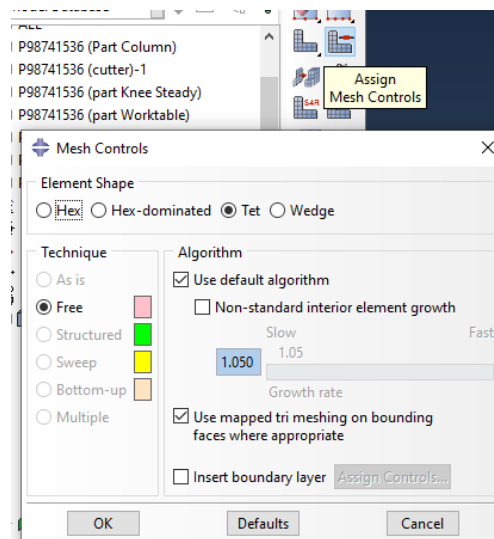 ALL
P98741536 (Part Column)
P98741536 (cutter)-1
P98741536 (part Knee Steady)
P98741536 (part Worktable)
S4R
Assign
Mesh Controls
Mesh Controls
Element Shape
Hex
Hex-dominated
Tet
Wedge
Technique
As is
Free
Structured
Sweep
Bottom-up
Multiple
Algorithm
Use default algorithm
Non-standard interior element growth
Slow
Fast
1.050
1.05
Growth rate
Use mapped tri meshing on bounding
faces where appropriate
Insert boundary layer
Assign Controls...
OK
Defaults
Cancel